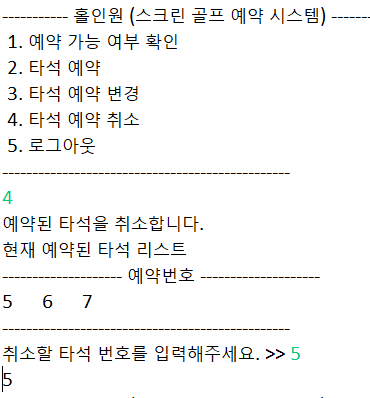 ----------- 홀인원 (스크린 골프 예약 시스템) -------
1. 예약 가능 여부 확인
2. 타석 예약
3. 타석 예약 변경
4. 타석 예약 취소
5. 로그아웃
------------------------------------------------
4
예약된 타석을 취소합니다.
현재 예약된 타석 리스트
-------------------- 예약번호 --------------------
5 6 7
------------------------------------------------
취소할 타석 번호를 입력해주세요. >> 5
5